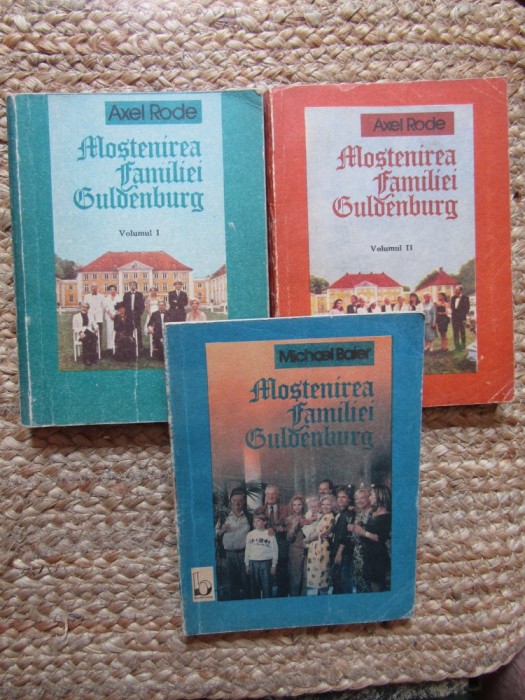 Axel Rode
Moștenirea
Familiei
Guldenburg
Volumul I
Axel Rode
Moștenirea
Familiei
Guldenburg
Volumul II
Michael Baier
Moștenirea
Familiei
Guldenburg
b